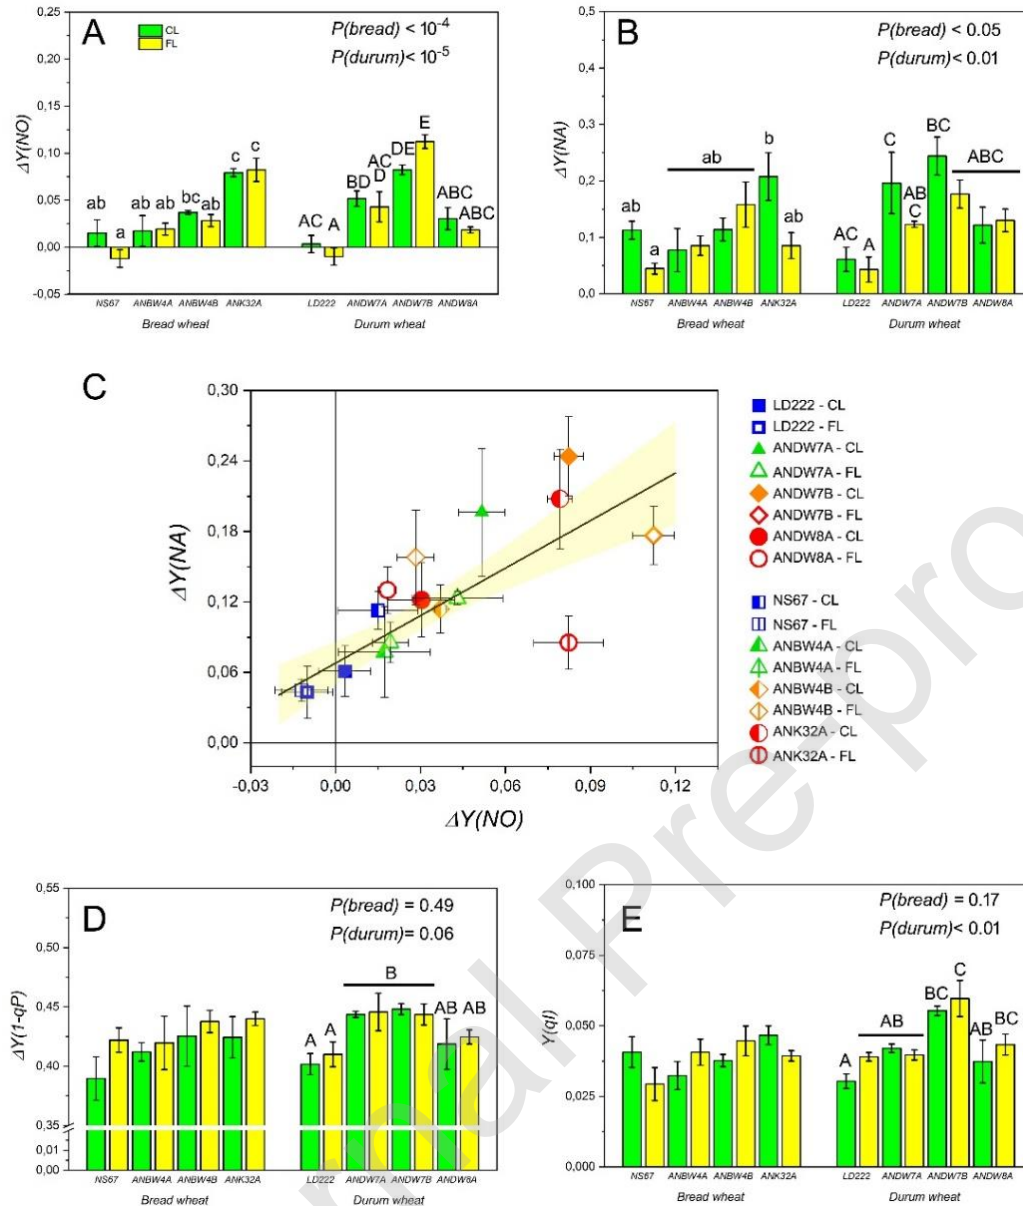 A
CL
FL
P(bread) < 10⁻⁴
P(durum)< 10⁻⁵
ΔY(NO)
0,25
0,20
0,15
0,10
0,05
0,00
-0,05
ab
a
ab
ab
bc
ab
c
c
AC
A
BD
AC
D
DE
E
ABC
ABC
NS67 ANBW4A ANBW4B ANK32A LD222 ANDW7A ANDW7B ANDW8A
Bread wheat Durum wheat
B
P(bread) < 0.05
P(durum) < 0.01
ΔY(NA)
0,5
0,4
0,3
0,2
0,1
0,0
ab
a
ab
b
ab
AC
A
C
AB
C
BC
ABC
NS67 ANBW4A ANBW4B ANK32A LD222 ANDW7A ANDW7B ANDW8A
Bread wheat Durum wheat
C
ΔY(NA)
0,30
0,24
0,18
0,12
0,06
0,00
-0,03 0,00 0,03 0,06 0,09 0,12
ΔY(NO)
LD222 - CL
LD222 - FL
ANDW7A - CL
ANDW7A - FL
ANDW7B - CL
ANDW7B - FL
ANDW8A - CL
ANDW8A - FL
NS67 - CL
NS67 - FL
ANBW4A - CL
ANBW4A - FL
ANBW4B - CL
ANBW4B - FL
ANK32A - CL
ANK32A - FL
D
P(bread) = 0.49
P(durum)= 0.06
ΔY(1-qP)
0,55
0,50
0,45
0,40
0,35
0,01
0,00
A
A
B
AB
AB
NS67 ANBW4A ANBW4B ANK32A LD222 ANDW7A ANDW7B ANDW8A
Bread wheat Durum wheat
E
P(bread) = 0.17
P(durum)< 0.01
Y(qI)
0,100
0,075
0,050
0,025
0,000
A
AB
BC
C
AB
BC
NS67 ANBW4A ANBW4B ANK32A LD222 ANDW7A ANDW7B ANDW8A
Bread wheat Durum wheat
rnal Pre-pro